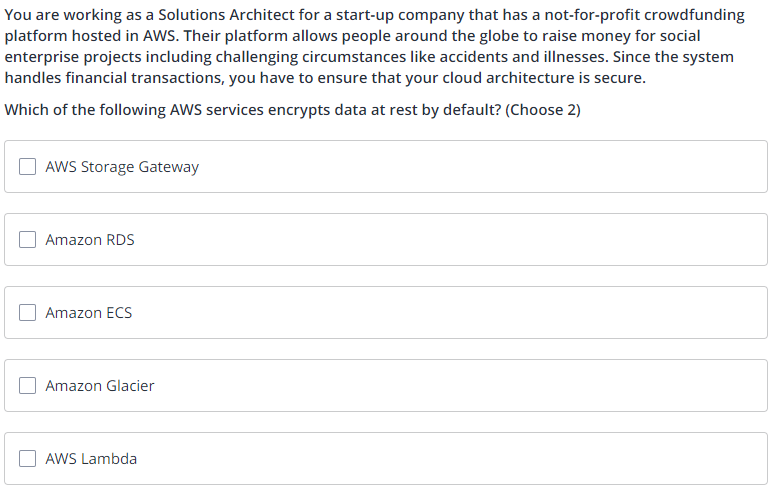 You are working as a Solutions Architect for a start-up company that has a not-for-profit crowdfunding
platform hosted in AWS. Their platform allows people around the globe to raise money for social
enterprise projects including challenging circumstances like accidents and illnesses. Since the system
handles financial transactions, you have to ensure that your cloud architecture is secure.
Which of the following AWS services encrypts data at rest by default? (Choose 2)
AWS Storage Gateway
Amazon RDS
Amazon ECS
Amazon Glacier
AWS Lambda